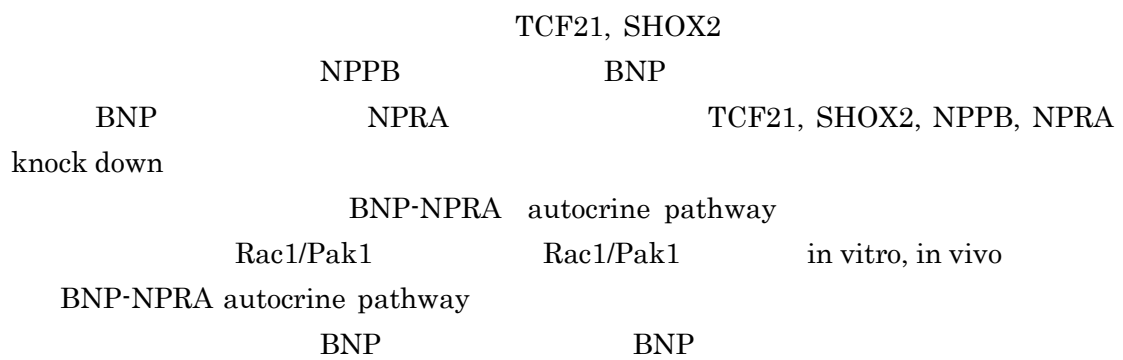 TCF21, SHOX2
NPPB BNP
BNP NPRA TCF21, SHOX2, NPPB, NPRA
knock down
BNP-NPRA autocrine pathway
Rac1/Pak1 Rac1/Pak1 in vitro, in vivo
BNP-NPRA autocrine pathway
BNP BNP